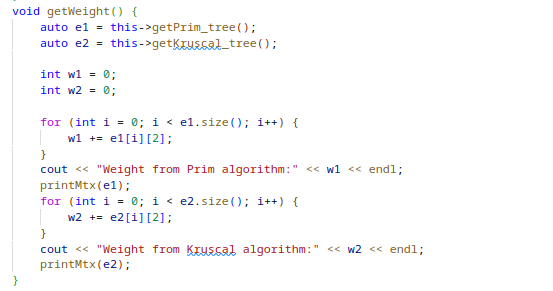 void getWeight() {
    auto e1 = this->getPrim_tree();
    auto e2 = this->getKruscal_tree();

    int w1 = 0;
    int w2 = 0;

    for (int i = 0; i < e1.size(); i++) {
        w1 += e1[i][2];
    }
    cout << "Weight from Prim algorithm:" << w1 << endl;
    printMtx(e1);
    for (int i = 0; i < e2.size(); i++) {
        w2 += e2[i][2];
    }
    cout << "Weight from Kruscal algorithm:" << w2 << endl;
    printMtx(e2);
}